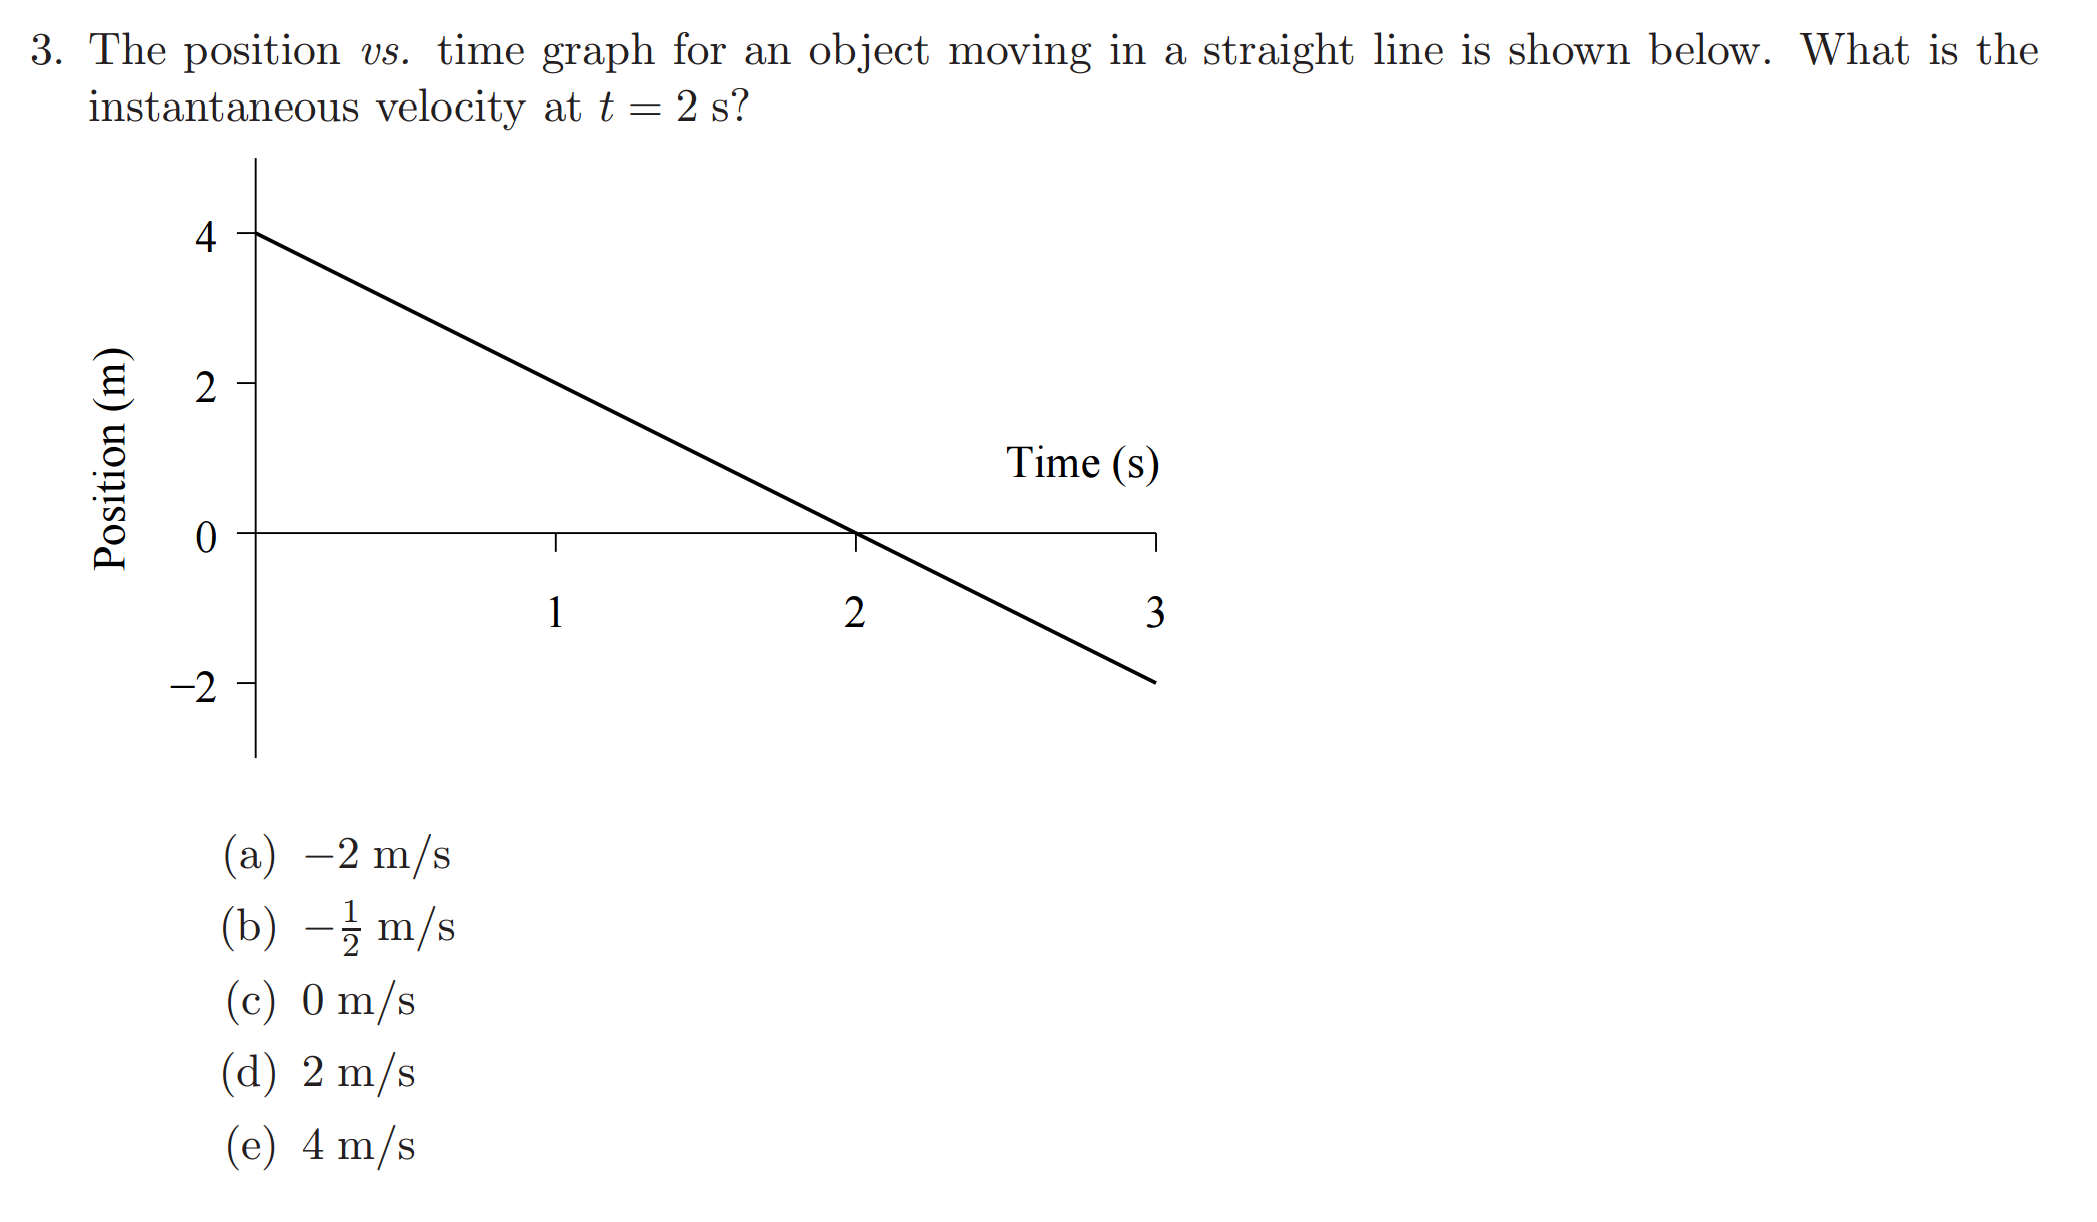 3. The position vs. time graph for an object moving in a straight line is shown below. What is the
instantaneous velocity at t = 2 s?
4
2
0
−2
Position (m)
Time (s)
1 2 3
(a) −2 m/s
(b) −1/2 m/s
(c) 0 m/s
(d) 2 m/s
(e) 4 m/s